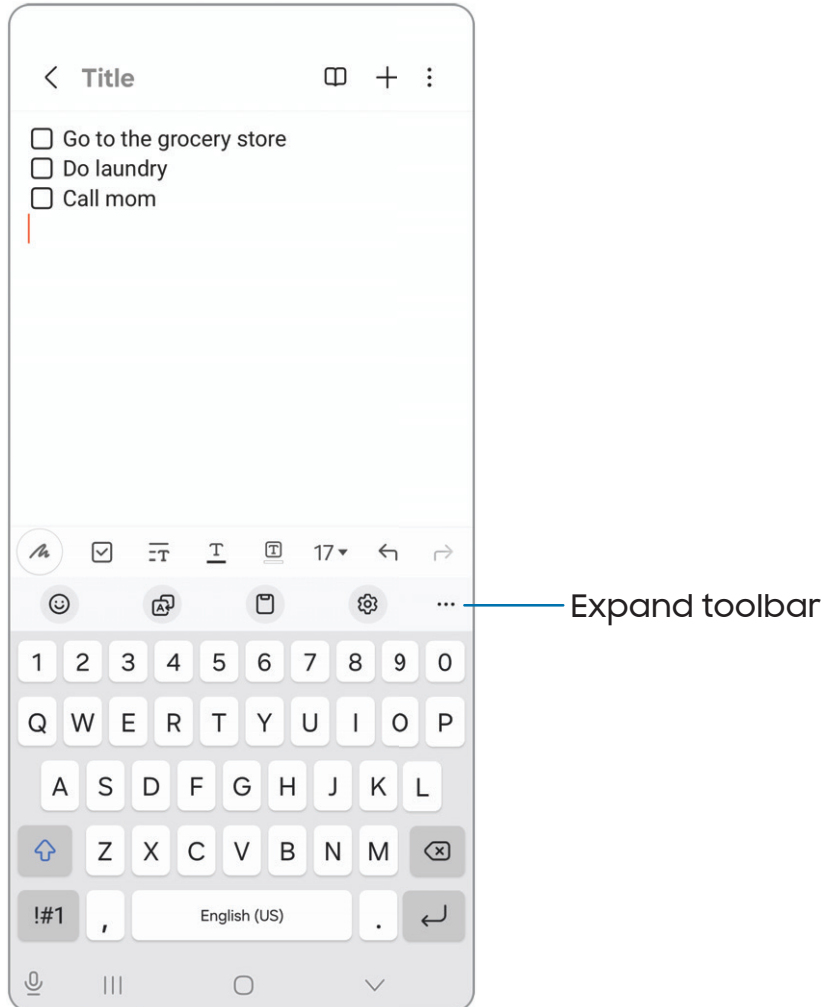 Title
Go to the grocery store
Do laundry
Call mom
T T T 17
A
Expand toolbar
1 2 3 4 5 6 7 8 9 0
Q W E R T Y U I O P
A S D F G H J K L
Z X C V B N M
!#1 , English (US) .